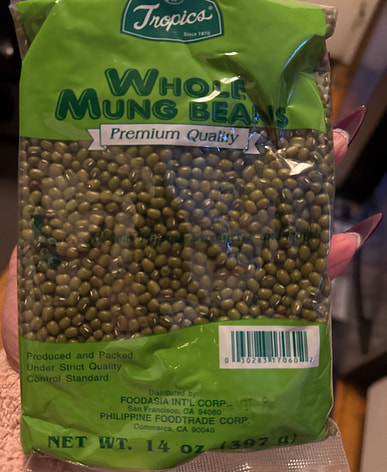 Tropics
Since 1970
WHOLE
MUNG BEANS
Premium Quality
Produced and Packed
Under Strict Quality
Control Standard
Distributed by:
FOODASIA INT'L CORP.
San Francisco, CA 94080
PHILIPPINE FOODTRADE CORP.
Commerce, CA 90040
NET WT. 14 oz (397 g)